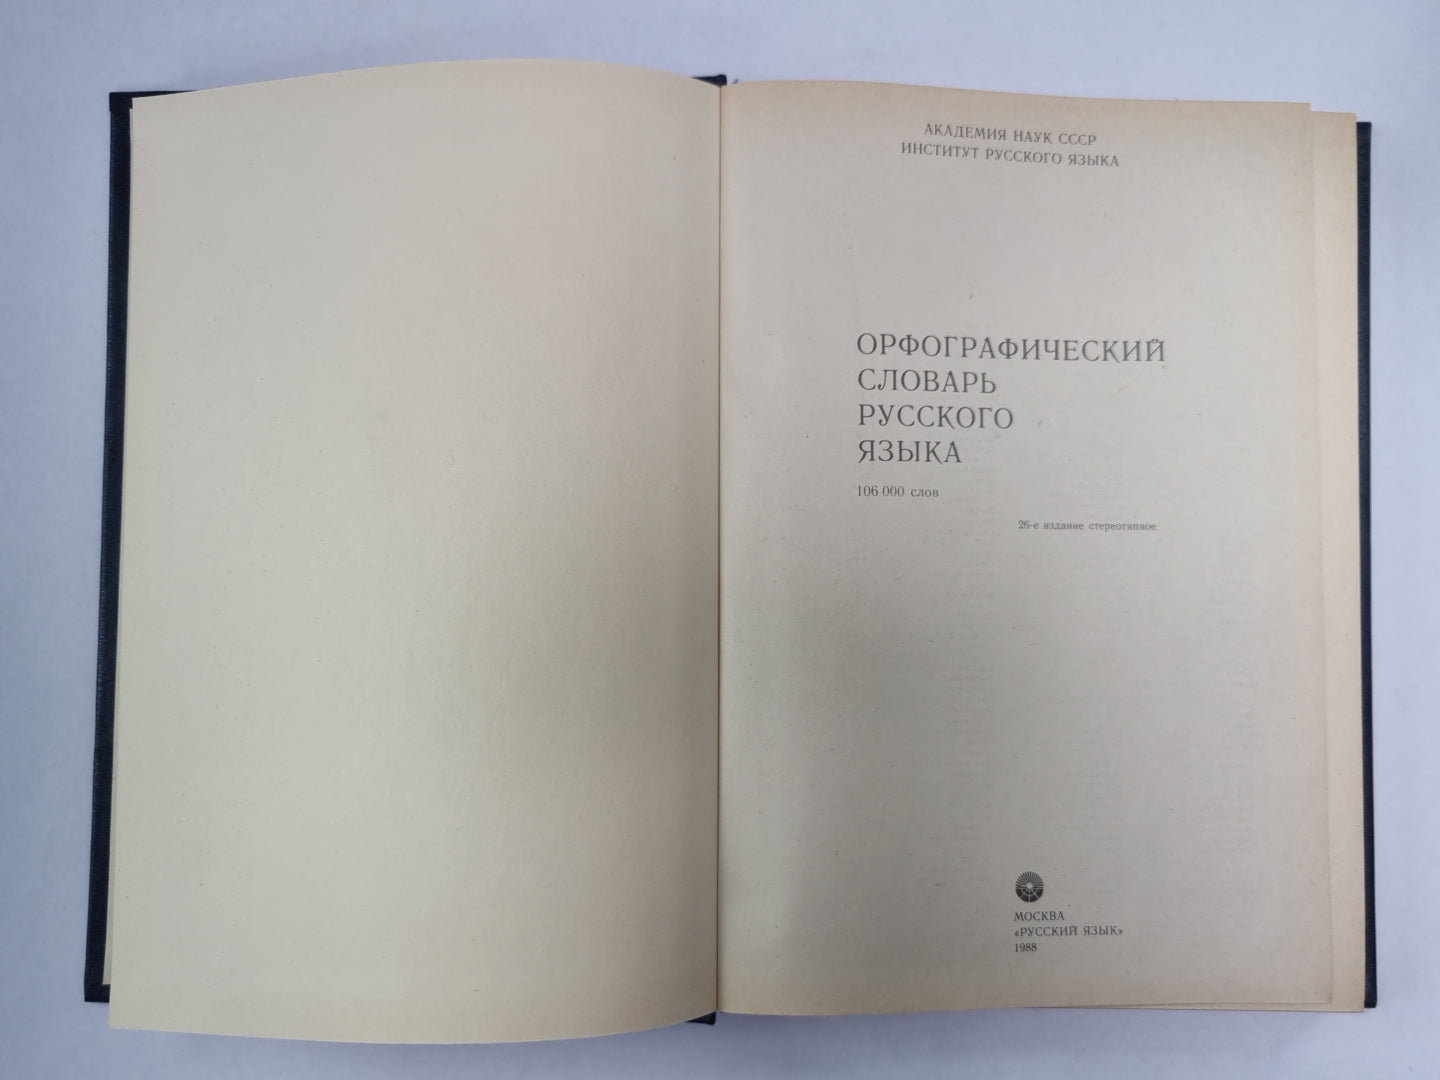 АКАДЕМИЯ НАУК СССР
ИНСТИТУТ РУССКОГО ЯЗЫКА
ОРФОГРАФИЧЕСКИЙ
СЛОВАРЬ
РУССКОГО
ЯЗЫКА
106 000 слов
26-е издание стереотипное
МОСКВА
«РУССКИЙ ЯЗЫК»
1988